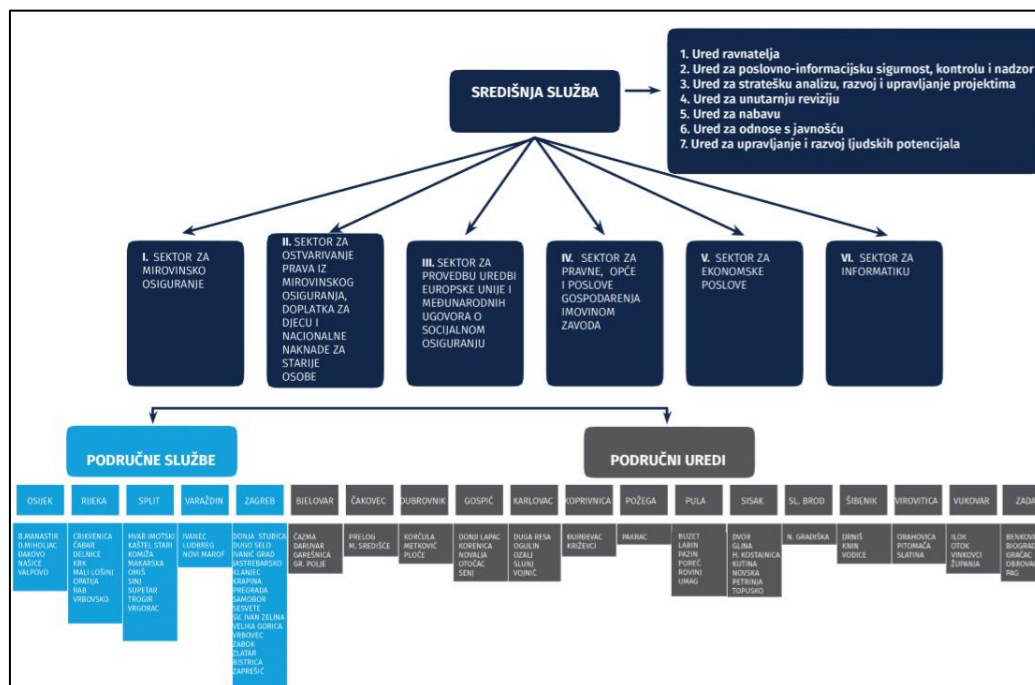 SREDIŠNJA SLUŽBA
1. Ured ravnatelja
2. Ured za poslovno-informacijsku sigurnost, kontrolu i nadzor
3. Ured za stratešku analizu, razvoj i upravljanje projektima
4. Ured za unutarnju reviziju
5. Ured za nabavu
6. Ured za odnose s javnošću
7. Ured za upravljanje i razvoj ljudskih potencijala
I. SEKTOR ZA
MIROVINSKO
OSIGURANJE
II. SEKTOR ZA
OSTVARIVANJE
PRAVA IZ
MIROVINSKOG
OSIGURANJA,
DOPLATKA ZA
DJECU I
NACIONALNE
NAKNADE ZA
STARIJE
OSOBE
III. SEKTOR ZA
PROVEDBU UREDBI
EUROPSKE UNIJE I
MEĐUNARODNIH
UGOVORA O
SOCIJALNOM
OSIGURANJU
IV. SEKTOR ZA
PRAVNE, OPĆE
I POSLOVE
GOSPODARENJA
IMOVINOM
ZAVODA
V. SEKTOR ZA
EKONOMSKE
POSLOVE
VI. SEKTOR ZA
INFORMATIKU
PODRUČNE SLUŽBE
PODRUČNI UREDI
OSIJEK
RIJEKA
SPLIT
VARAŽDIN
ZAGREB
BJELOVAR
ČAKOVEC
DUBROVNIK
GOSPIĆ
KARLOVAC
KOPRIVNICA
POŽEGA
PULA
SISAK
SL. BROD
ŠIBENIK
VIROVITICA
VUKOVAR
ZADA
B.MANASTIR
D.MIHOLJAC
ĐAKOVO
NAŠICE
VALPOVO
CRIKVENICA
ČABAR
DELNICE
KRK
MALI LOŠINJ
OPATIJA
RAB
VRBOVSKO
HVAR IMOTSKI
KAŠTEL STARI
KOMIŽA
MAKARSKA
OMIŠ
SINJ
SUPETAR
TROGIR
VRGORAC
IVANEC
LUDBREG
NOVI MAROF
DONJA STUBICA
DUGO SELO
IVANIĆ GRAD
JASTREBARSKO
KLANJEC
KRAPINA
PREGRADA
SAMOBOR
SESVETE
SV. IVAN ZELINA
VELIKA GORICA
VRBOVEC
ZABOK
ZLATAR
BISTRICA
ZAPREŠIĆ
ČAZMA
DARUVAR
GAREŠNICA
GR. POLJE
PRELOG
M. SREDIŠĆE
KORČULA
METKOVIĆ
PLOČE
DONJI LAPAC
KORENICA
NOVALJA
OTOČAC
SENJ
DUGA RESA
OGULIN
OZALJ
SLUNJ
VOJNIĆ
ĐURĐEVAC
KRIŽEVCI
PAKRAC
BUZET
LABIN
PAZIN
POREČ
ROVINJ
UMAG
DVOR
GLINA
H. KOSTAJNICA
KUTINA
NOVSKA
PETRINJA
TOPUSKO
N. GRADIŠKA
DRNIŠ
KNIN
VODICE
ORAHOVICA
PITOMAČA
SLATINA
ILOK
OTOK
VINKOVCI
ŽUPANJA
BENKOV
BIOGRA
GRAČAC
OBROVA
PAG